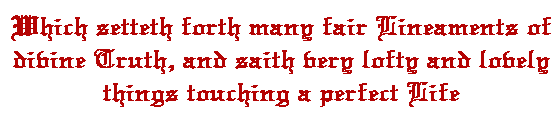 Which setteth forth many fair Lineaments of
divine Truth, and saith very lofty and lovely
things touching a perfect Life